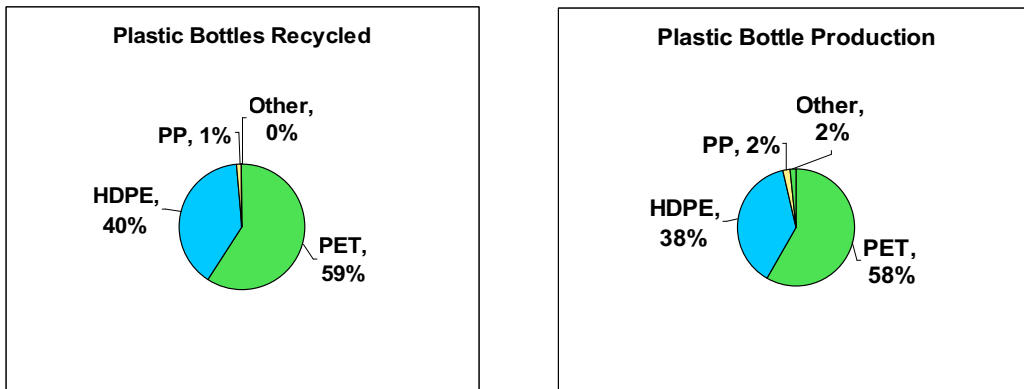 Plastic Bottles Recycled
Other,
0%
PP, 1%
HDPE,
40%
PET,
59%
Plastic Bottle Production
Other,
2%
PP, 2%
HDPE,
38%
PET,
58%